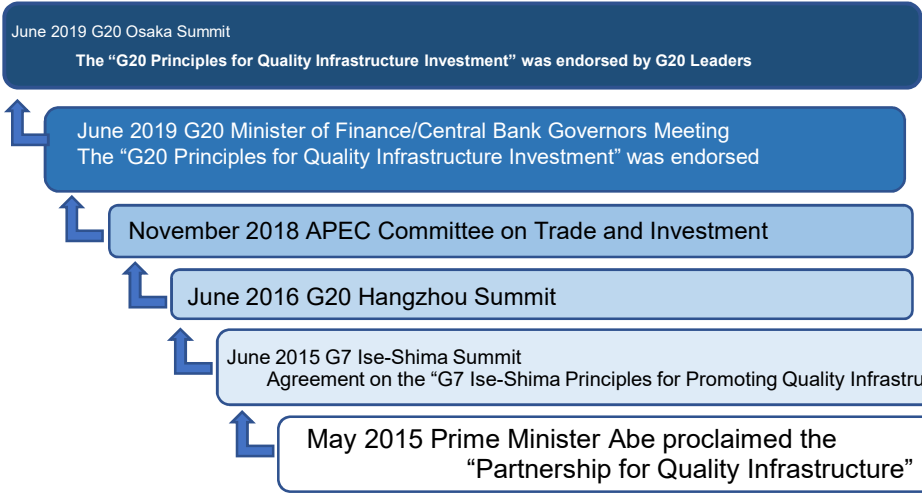 June 2019 G20 Osaka Summit
The “G20 Principles for Quality Infrastructure Investment” was endorsed by G20 Leaders
June 2019 G20 Minister of Finance/Central Bank Governors Meeting
The “G20 Principles for Quality Infrastructure Investment” was endorsed
November 2018 APEC Committee on Trade and Investment
June 2016 G20 Hangzhou Summit
June 2015 G7 Ise-Shima Summit
Agreement on the “G7 Ise-Shima Principles for Promoting Quality
May 2015 Prime Minister Abe proclaimed the
“Partnership for Quality Infrastructure”